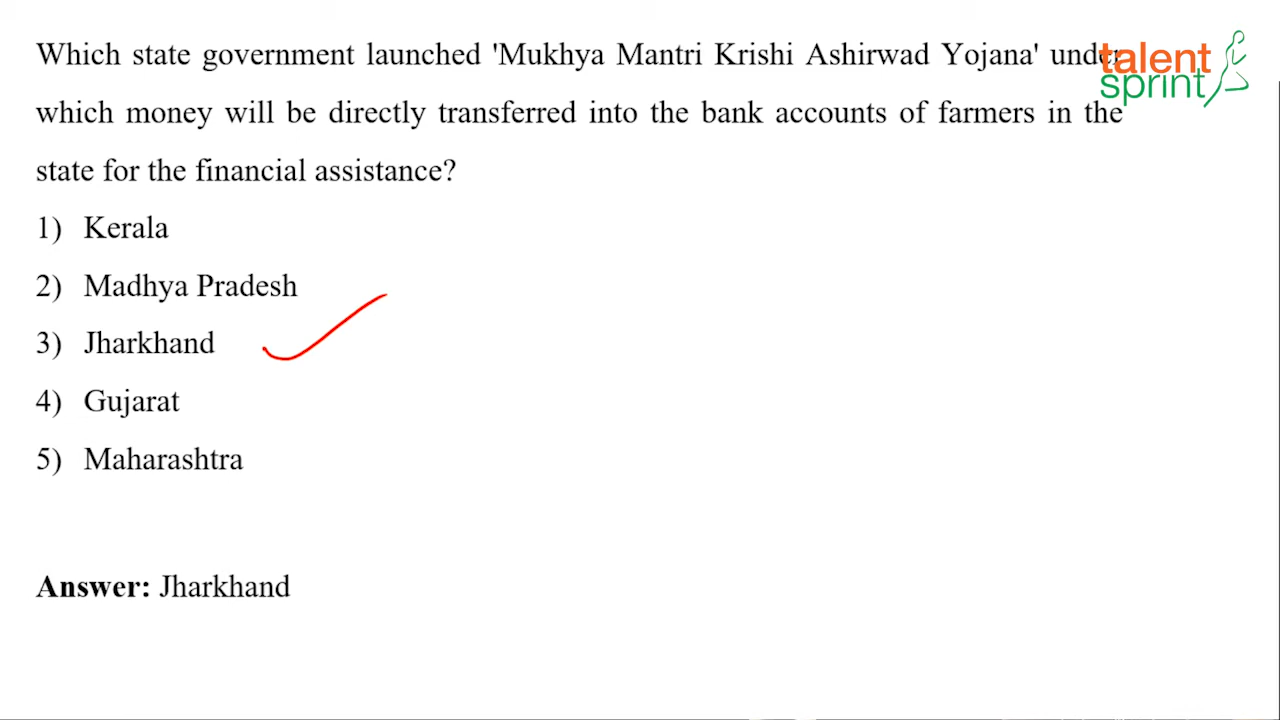 Which state government launched 'Mukhya Mantri Krishi Ashirwad Yojana' under
which money will be directly transferred into the bank accounts of farmers in the
state for the financial assistance?
1) Kerala
2) Madhya Pradesh
3) Jharkhand
4) Gujarat
5) Maharashtra
Answer: Jharkhand
talent
sprint